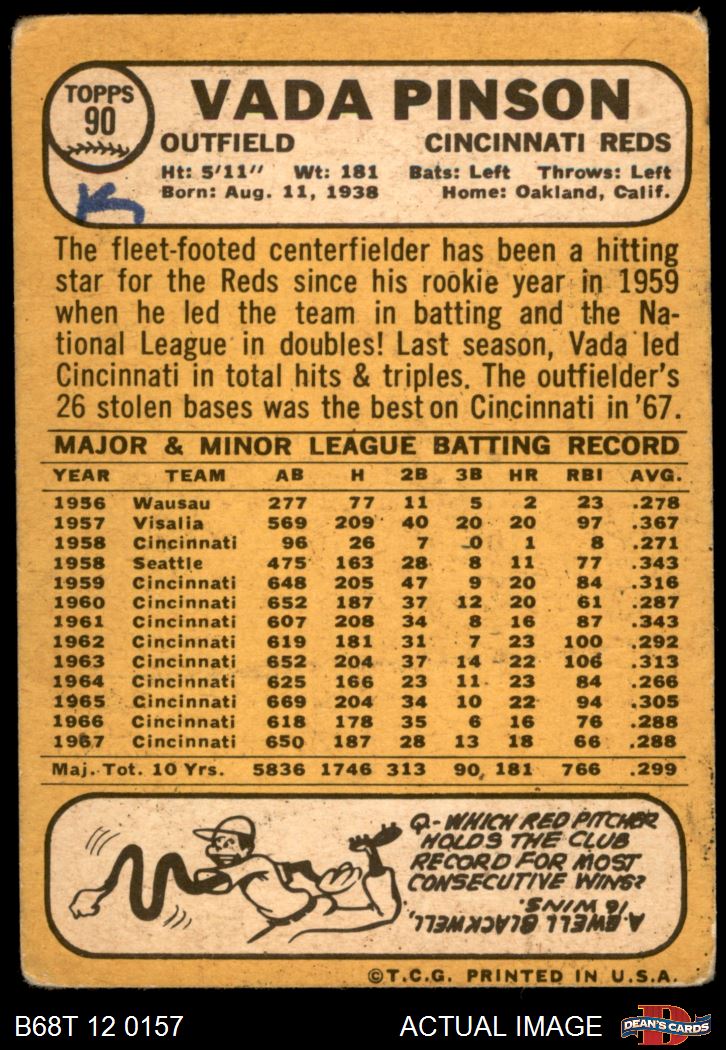 TOPPS
90
VADA PINSON
OUTFIELD CINCINNATI REDS
Ht: 5'11" Wt: 181 Bats: Left Throws: Left
Born: Aug. 11, 1938 Home: Oakland, Calif.
The fleet-footed centerfielder has been a hitting
star for the Reds since his rookie year in 1959
when he led the team in batting and the Na-
tional League in doubles! Last season, Vada led
Cincinnati in total hits & triples. The outfielder's
26 stolen bases was the best on Cincinnati in '67.
MAJOR & MINOR LEAGUE BATTING RECORD
YEAR TEAM AB H 2B 3B HR RBI AVG.
1956 Wausau 277 77 11 5 2 23 .278
1957 Visalia 569 209 40 20 20 97 .367
1958 Cincinnati 96 26 7 0 1 8 .271
1958 Seattle 475 163 28 8 11 77 .343
1959 Cincinnati 648 205 47 9 20 84 .316
1960 Cincinnati 652 187 37 12 20 61 .287
1961 Cincinnati 607 208 34 8 16 87 .343
1962 Cincinnati 619 181 31 7 23 100 .292
1963 Cincinnati 652 204 37 14 22 106 .313
1964 Cincinnati 625 166 23 11 23 84 .266
1965 Cincinnati 669 204 34 10 22 94 .305
1966 Cincinnati 618 178 35 6 16 76 .288
1967 Cincinnati 650 187 28 13 18 66 .288
Maj. Tot. 10 Yrs. 5836 1746 313 90 181 766 .299
Q-WHICH RED PITCHER
HOLDS THE CLUB
RECORD FOR MOST
CONSECUTIVE WINS?
A. EWELL BLACKWELL,
16 WINS.
©T.C.G. PRINTED IN U.S.A.
B68T 12 0157 ACTUAL IMAGE DEAN'S CARDS